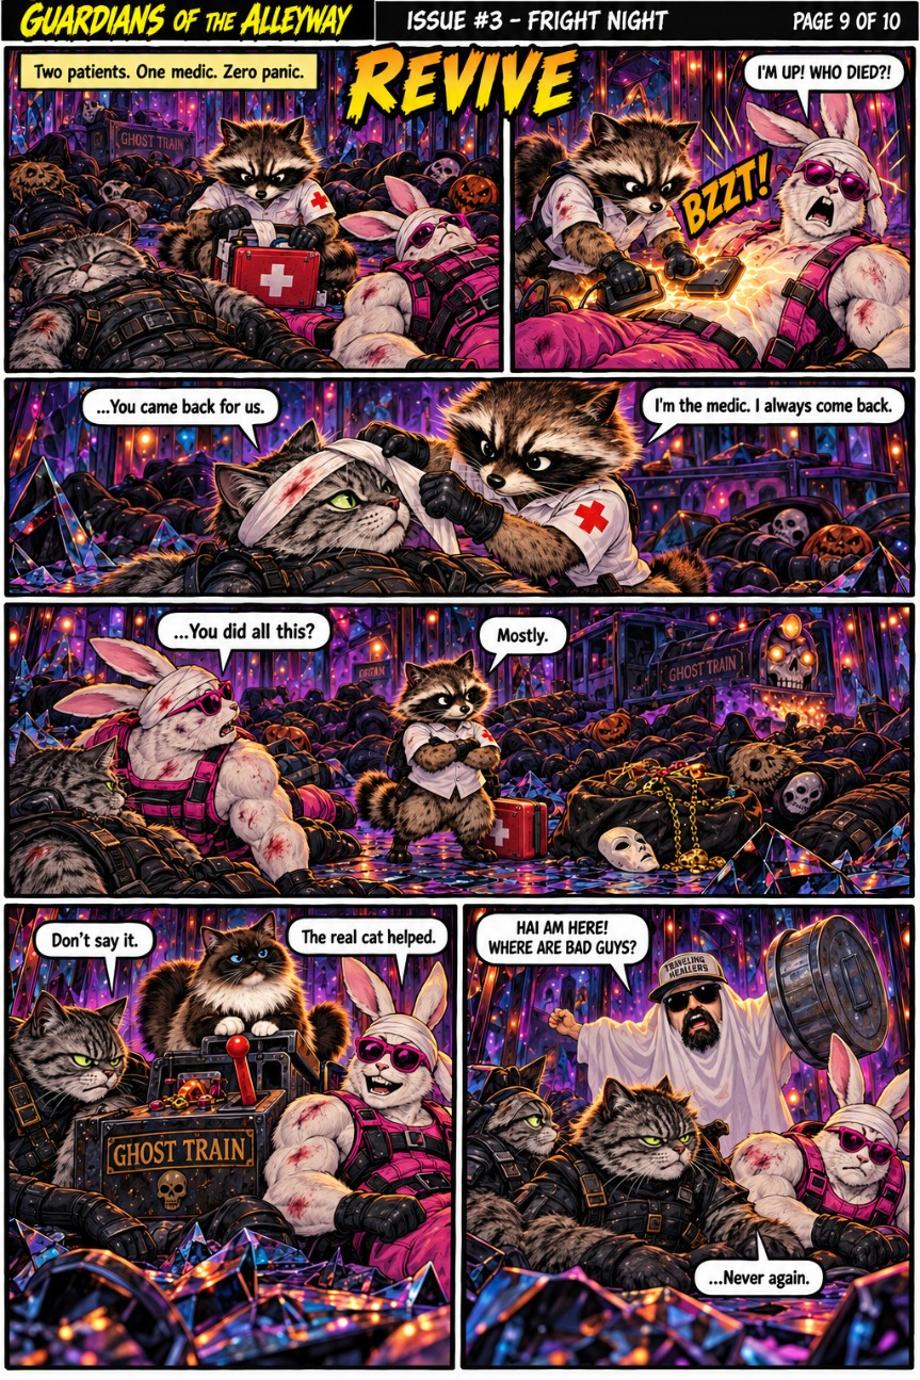 GUARDIANS OF THE ALLEYWAY
ISSUE #3 – FRIGHT NIGHT
PAGE 9 OF 10
REVIVE
Two patients. One medic. Zero panic.
GHOST TRAIN
I'M UP! WHO DIED?!
BZZT!
...You came back for us.
I'm the medic. I always come back.
...You did all this?
Mostly.
GHOST TRAIN
Don't say it.
The real cat helped.
GHOST TRAIN
HAI AM HERE!
WHERE ARE BAD GUYS?
TRAVELING
...Never again.